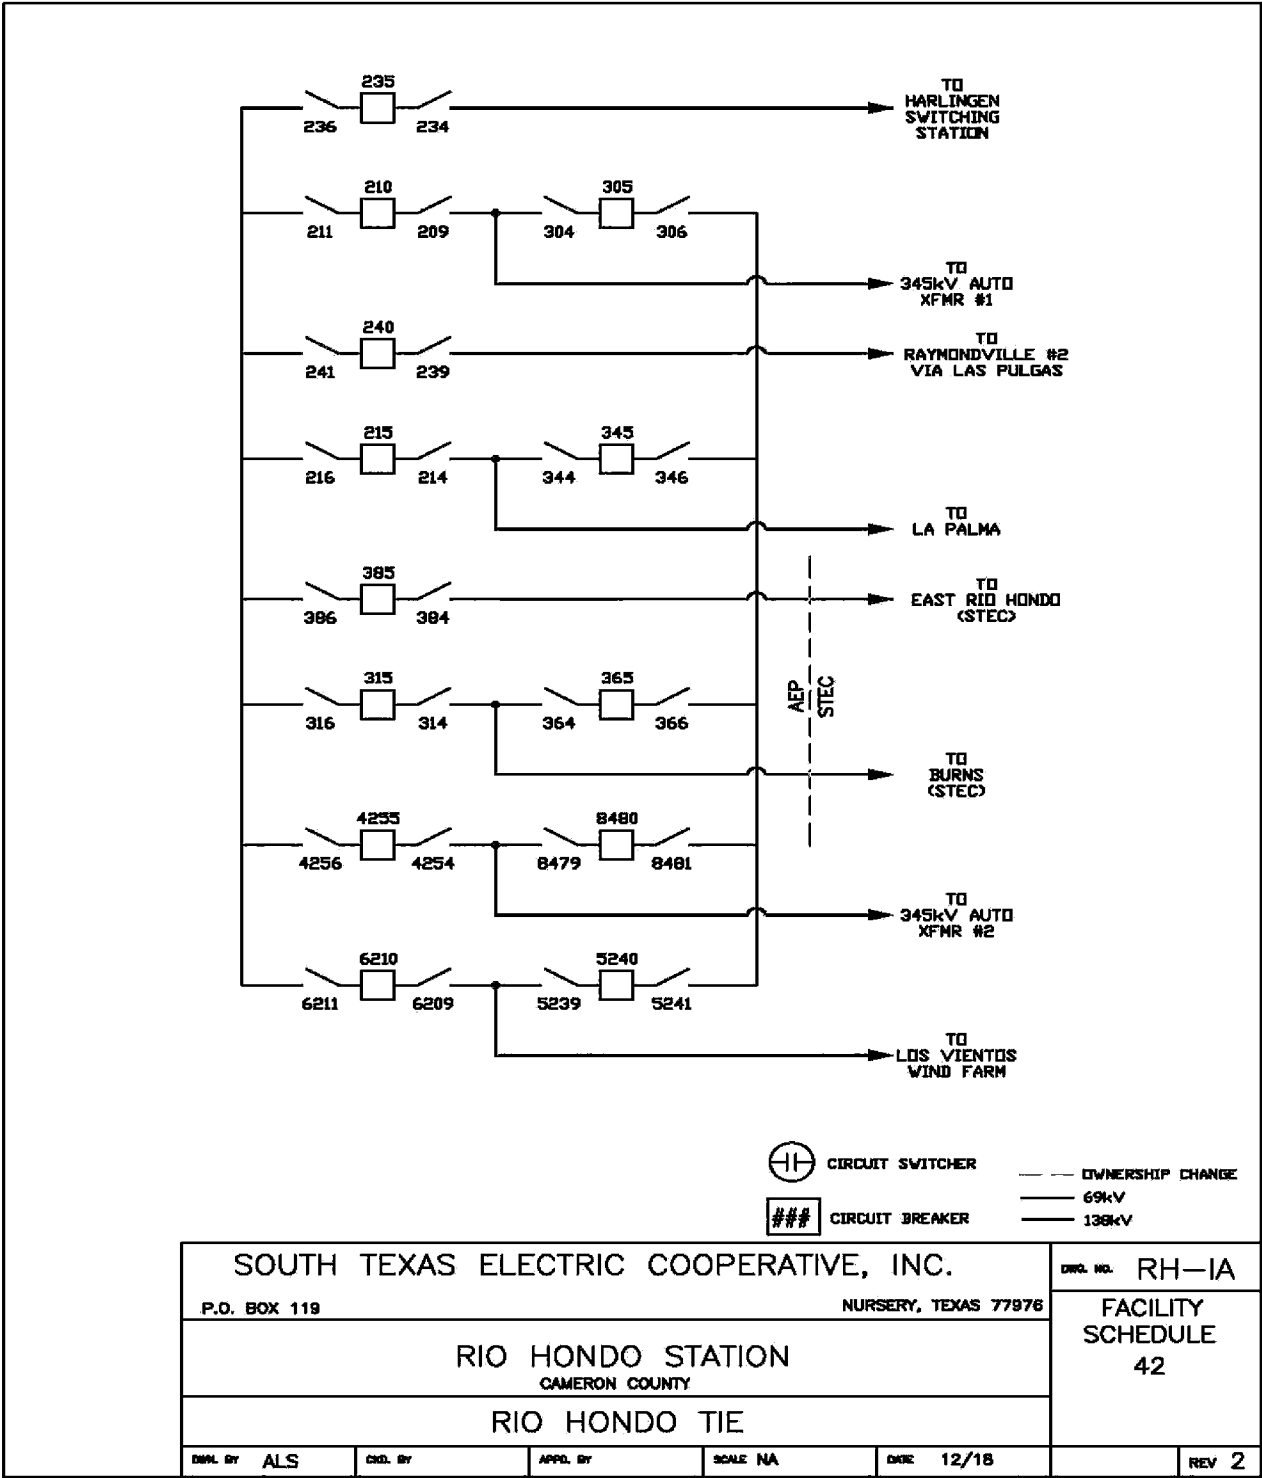 235
236
234
TO
HARLINGEN
SWITCHING
STATION
210
305
211
209
304
306
TO
345kV AUTO
XFMR #1
240
241
239
TO
RAYMONDVILLE #2
VIA LAS PULGAS
215
345
216
214
344
346
TO
LA PALMA
385
386
384
TO
EAST RIO HONDO
(STEC)
315
365
316
314
364
366
AEP
STEC
TO
BURNS
(STEC)
4255
8480
4256
4254
8479
8481
TO
345kV AUTO
XFMR #2
6210
5240
6211
6209
5239
5241
TO
LOS VIENTOS
WIND FARM
CIRCUIT SWITCHER
OWNERSHIP CHANGE
69kV
### CIRCUIT BREAKER
138kV
SOUTH TEXAS ELECTRIC COOPERATIVE, INC.
P.O. BOX 119
NURSERY, TEXAS 77976
DWG. NO. RH-IA
RIO HONDO STATION
CAMERON COUNTY
FACILITY
SCHEDULE
42
RIO HONDO TIE
DWN. BY ALS
CKD. BY
APPD. BY
SCALE NA
DATE 12/18
REV 2